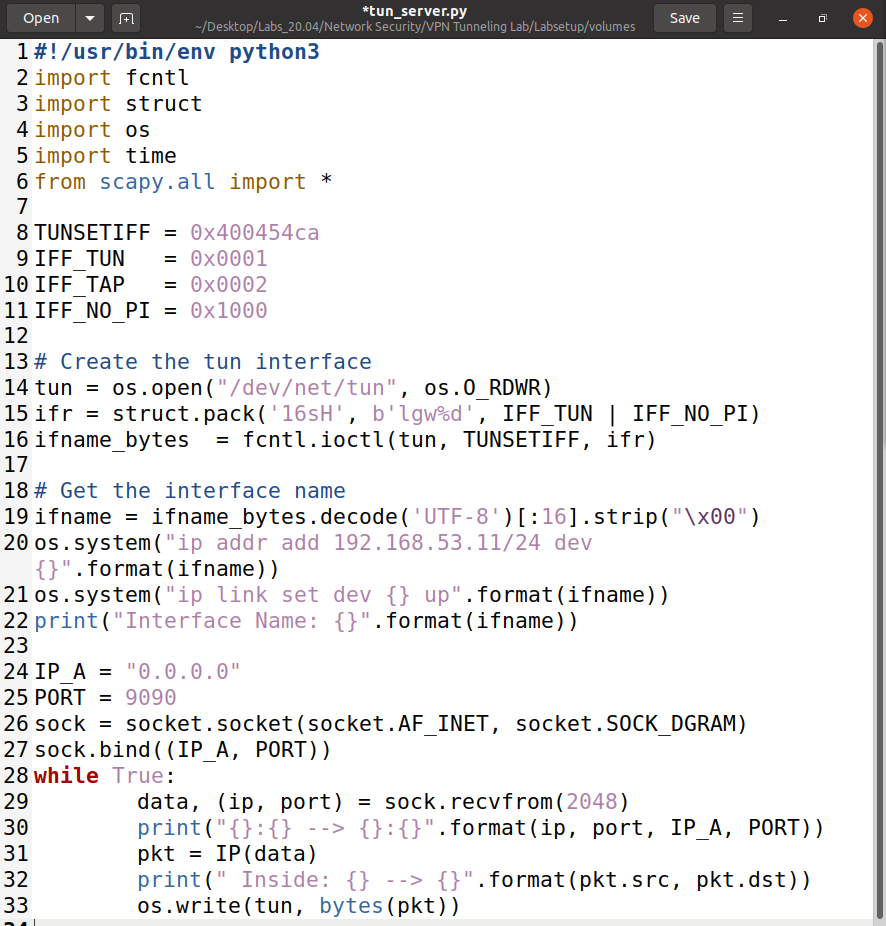 Open
*tun_server.py
~/Desktop/Labs_20.04/Network Security/VPN Tunneling Lab/Labsetup/volumes
Save
1 #!/usr/bin/env python3
2 import fcntl
3 import struct
4 import os
5 import time
6 from scapy.all import *
7
8 TUNSETIFF = 0x400454ca
9 IFF_TUN   = 0x0001
10 IFF_TAP   = 0x0002
11 IFF_NO_PI = 0x1000
12
13 # Create the tun interface
14 tun = os.open("/dev/net/tun", os.O_RDWR)
15 ifr = struct.pack('16sH', b'lgw%d', IFF_TUN | IFF_NO_PI)
16 ifname_bytes  = fcntl.ioctl(tun, TUNSETIFF, ifr)
17
18 # Get the interface name
19 ifname = ifname_bytes.decode('UTF-8')[:16].strip("\x00")
20 os.system("ip addr add 192.168.53.11/24 dev
{}".format(ifname))
21 os.system("ip link set dev {} up".format(ifname))
22 print("Interface Name: {}".format(ifname))
23
24 IP_A = "0.0.0.0"
25 PORT = 9090
26 sock = socket.socket(socket.AF_INET, socket.SOCK_DGRAM)
27 sock.bind((IP_A, PORT))
28 while True:
29         data, (ip, port) = sock.recvfrom(2048)
30         print("{}:{} --> {}:{}".format(ip, port, IP_A, PORT))
31         pkt = IP(data)
32         print(" Inside: {} --> {}".format(pkt.src, pkt.dst))
33         os.write(tun, bytes(pkt))
34